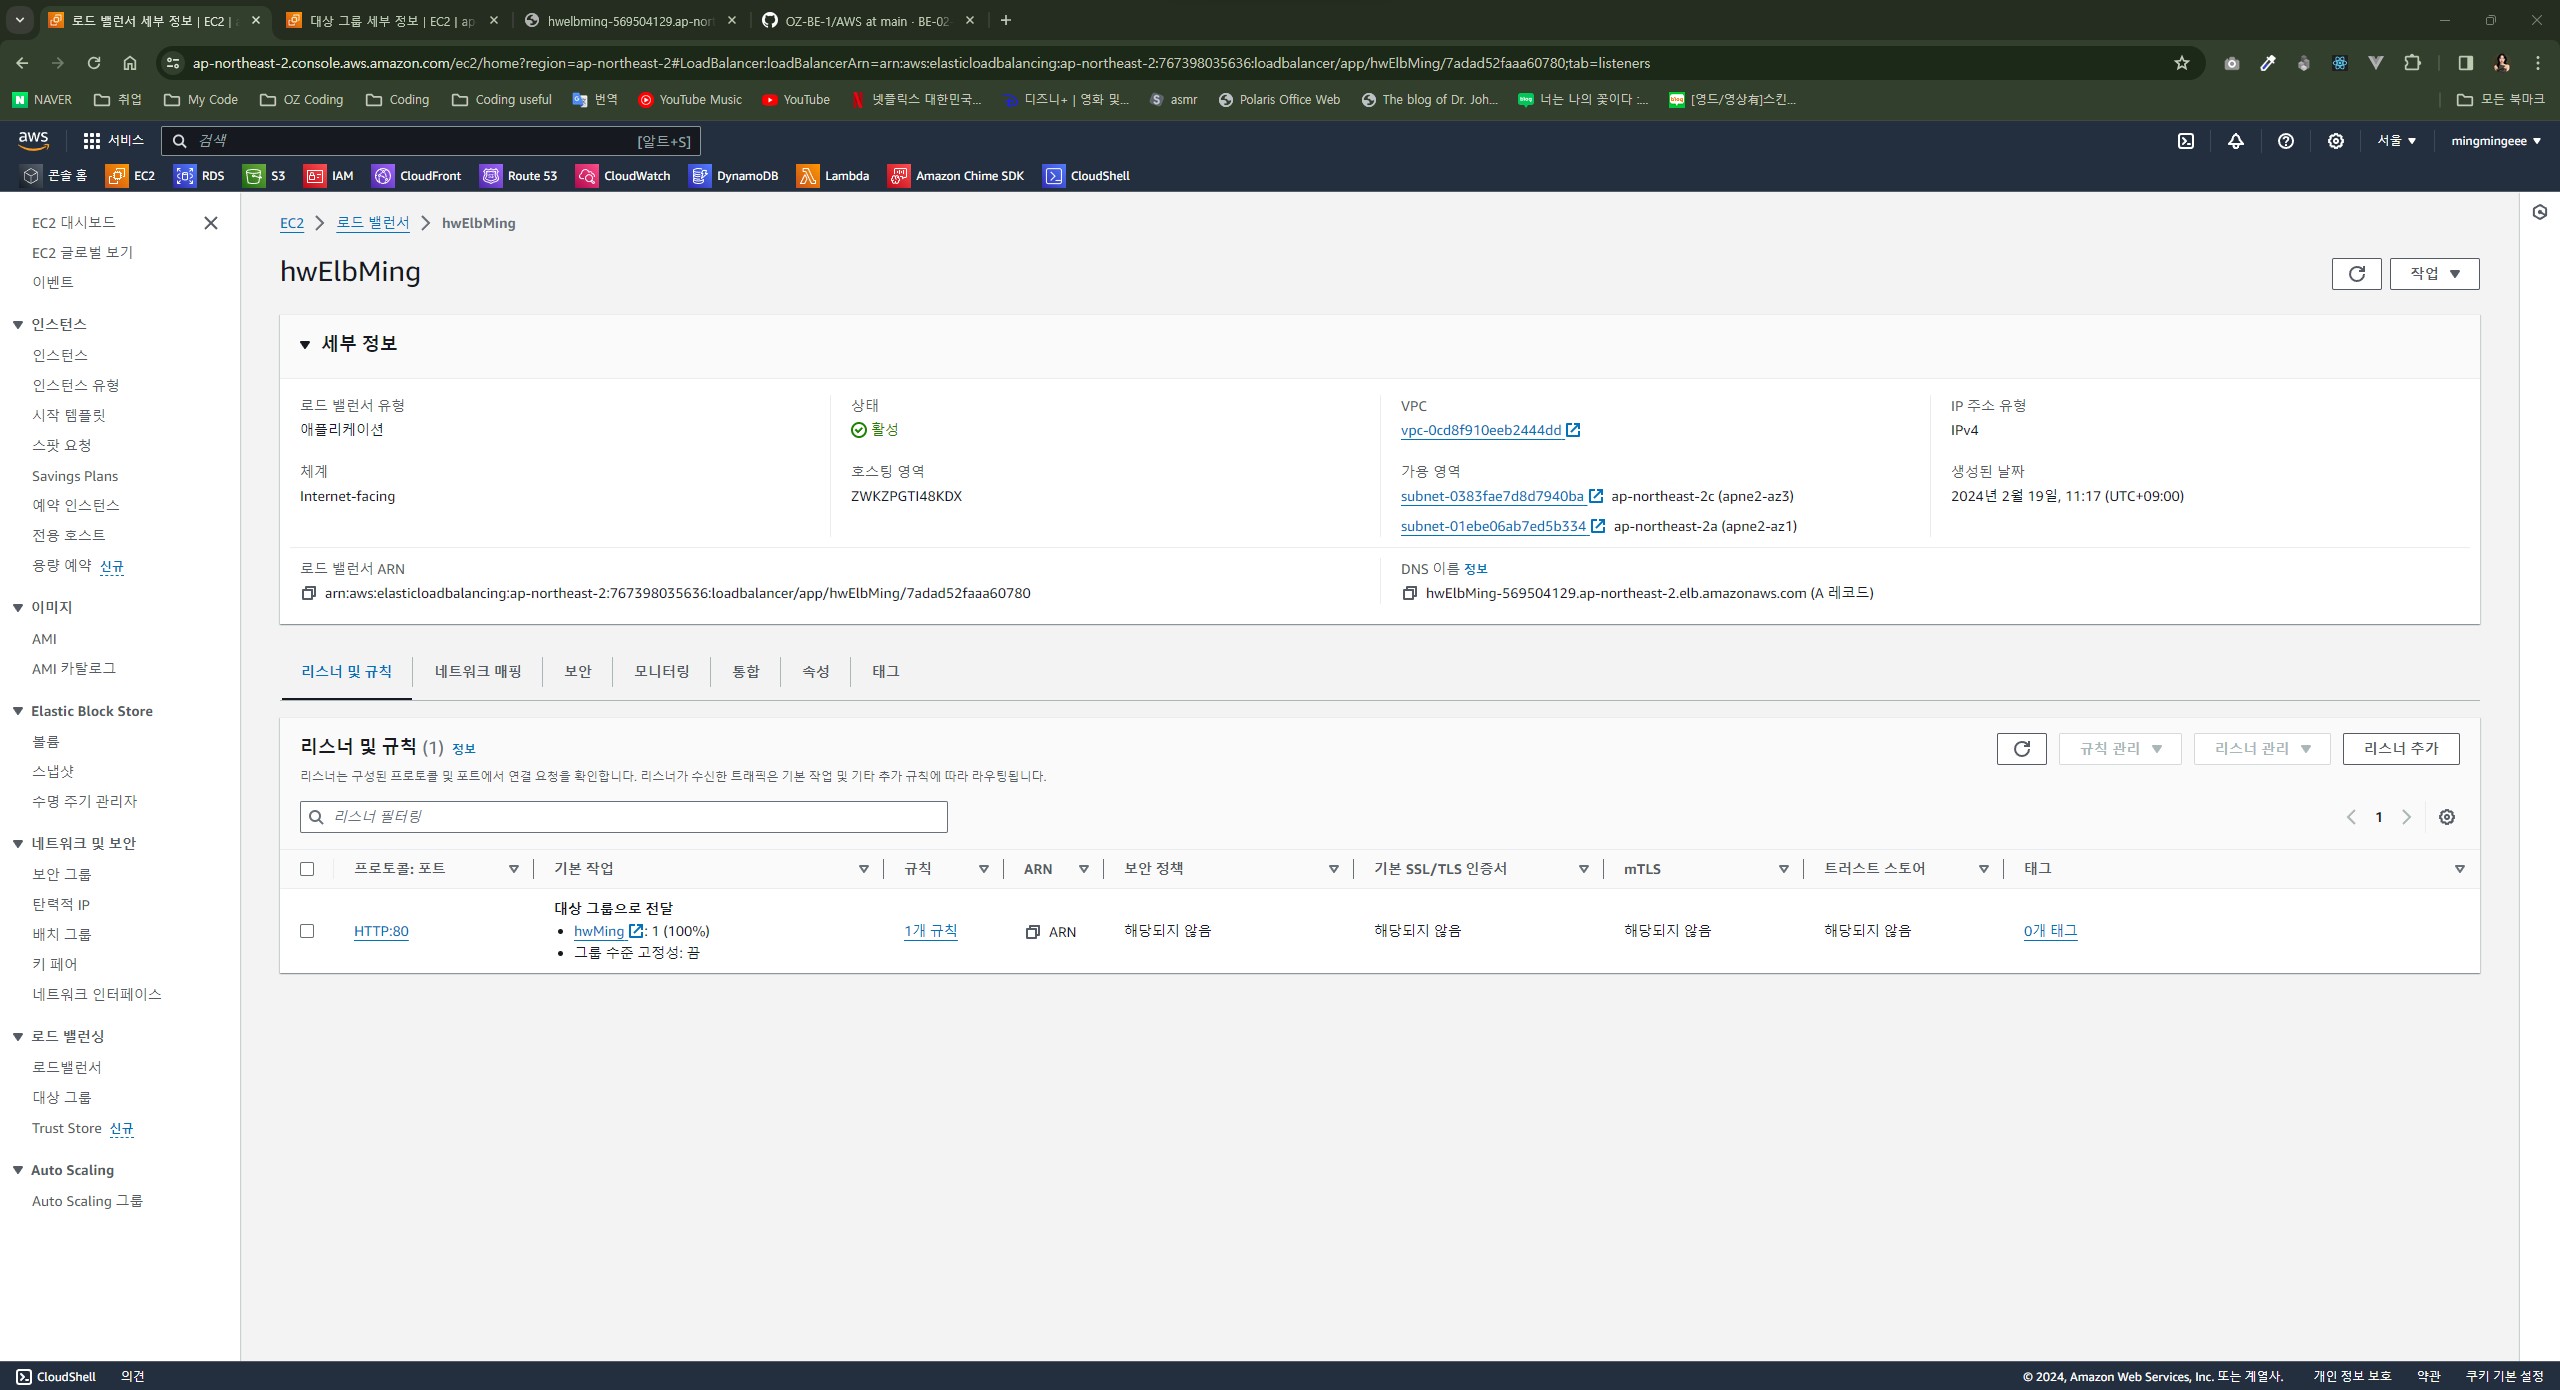 로드 밸런서 세부 정보 | EC2 |
대상 그룹 세부 정보 | EC2 | ap
hwelbming-569504129.ap-nort
OZ-BE-1/AWS at main · BE-02
ap-northeast-2.console.aws.amazon.com/ec2/home?region=ap-northeast-2#LoadBalancer:loadBalancerArn=arn:aws:elasticloadbalancing:ap-northeast-2:767398035636:loadbalancer/app/hwElbMing/7adad52faaa60780;tab=listeners
NAVER 취업 My Code OZ Coding Coding Coding useful 번역 YouTube Music YouTube 넷플릭스 대한민국... 디즈니+ | 영화 및... asmr Polaris Office Web The blog of Dr. Joh... 너는 나의 꽃이다 :... [영드/영상有]스킨... 모든 북마크
aws 서비스 검색 [알트+S] 서울 mingmingeee
콘솔 홈 EC2 RDS S3 IAM CloudFront Route 53 CloudWatch DynamoDB Lambda Amazon Chime SDK CloudShell
EC2 대시보드
EC2 글로벌 보기
이벤트
인스턴스
인스턴스
인스턴스 유형
시작 템플릿
스팟 요청
Savings Plans
예약 인스턴스
전용 호스트
용량 예약 신규
이미지
AMI
AMI 카탈로그
Elastic Block Store
볼륨
스냅샷
수명 주기 관리자
네트워크 및 보안
보안 그룹
탄력적 IP
배치 그룹
키 페어
네트워크 인터페이스
로드 밸런싱
로드밸런서
대상 그룹
Trust Store 신규
Auto Scaling
Auto Scaling 그룹
EC2 로드 밸런서 hwElbMing
hwElbMing
작업
세부 정보
로드 밸런서 유형
애플리케이션
상태
활성
VPC
vpc-0cd8f910eeb2444dd
IP 주소 유형
IPv4
체계
Internet-facing
호스팅 영역
ZWKZPGTI48KDX
가용 영역
subnet-0383fae7d8d7940ba ap-northeast-2c (apne2-az3)
subnet-01ebe06ab7ed5b334 ap-northeast-2a (apne2-az1)
생성된 날짜
2024년 2월 19일, 11:17 (UTC+09:00)
로드 밸런서 ARN
arn:aws:elasticloadbalancing:ap-northeast-2:767398035636:loadbalancer/app/hwElbMing/7adad52faaa60780
DNS 이름 정보
hwElbMing-569504129.ap-northeast-2.elb.amazonaws.com (A 레코드)
리스너 및 규칙 네트워크 매핑 보안 모니터링 통합 속성 태그
리스너 및 규칙 (1) 정보
규칙 관리 리스너 관리 리스너 추가
리스너는 구성된 프로토콜 및 포트에서 연결 요청을 확인합니다. 리스너가 수신한 트래픽은 기본 작업 및 기타 추가 규칙에 따라 라우팅됩니다.
리스너 필터링
1
프로토콜: 포트 기본 작업 규칙 ARN 보안 정책 기본 SSL/TLS 인증서 mTLS 트러스트 스토어 태그
대상 그룹으로 전달
HTTP:80 • hwMing : 1 (100%) 1개 규칙 ARN 해당되지 않음 해당되지 않음 해당되지 않음 해당되지 않음 0개 태그
• 그룹 수준 고정성: 끔
CloudShell 의견 © 2024, Amazon Web Services, Inc. 또는 계열사. 개인 정보 보호 약관 쿠키 기본 설정